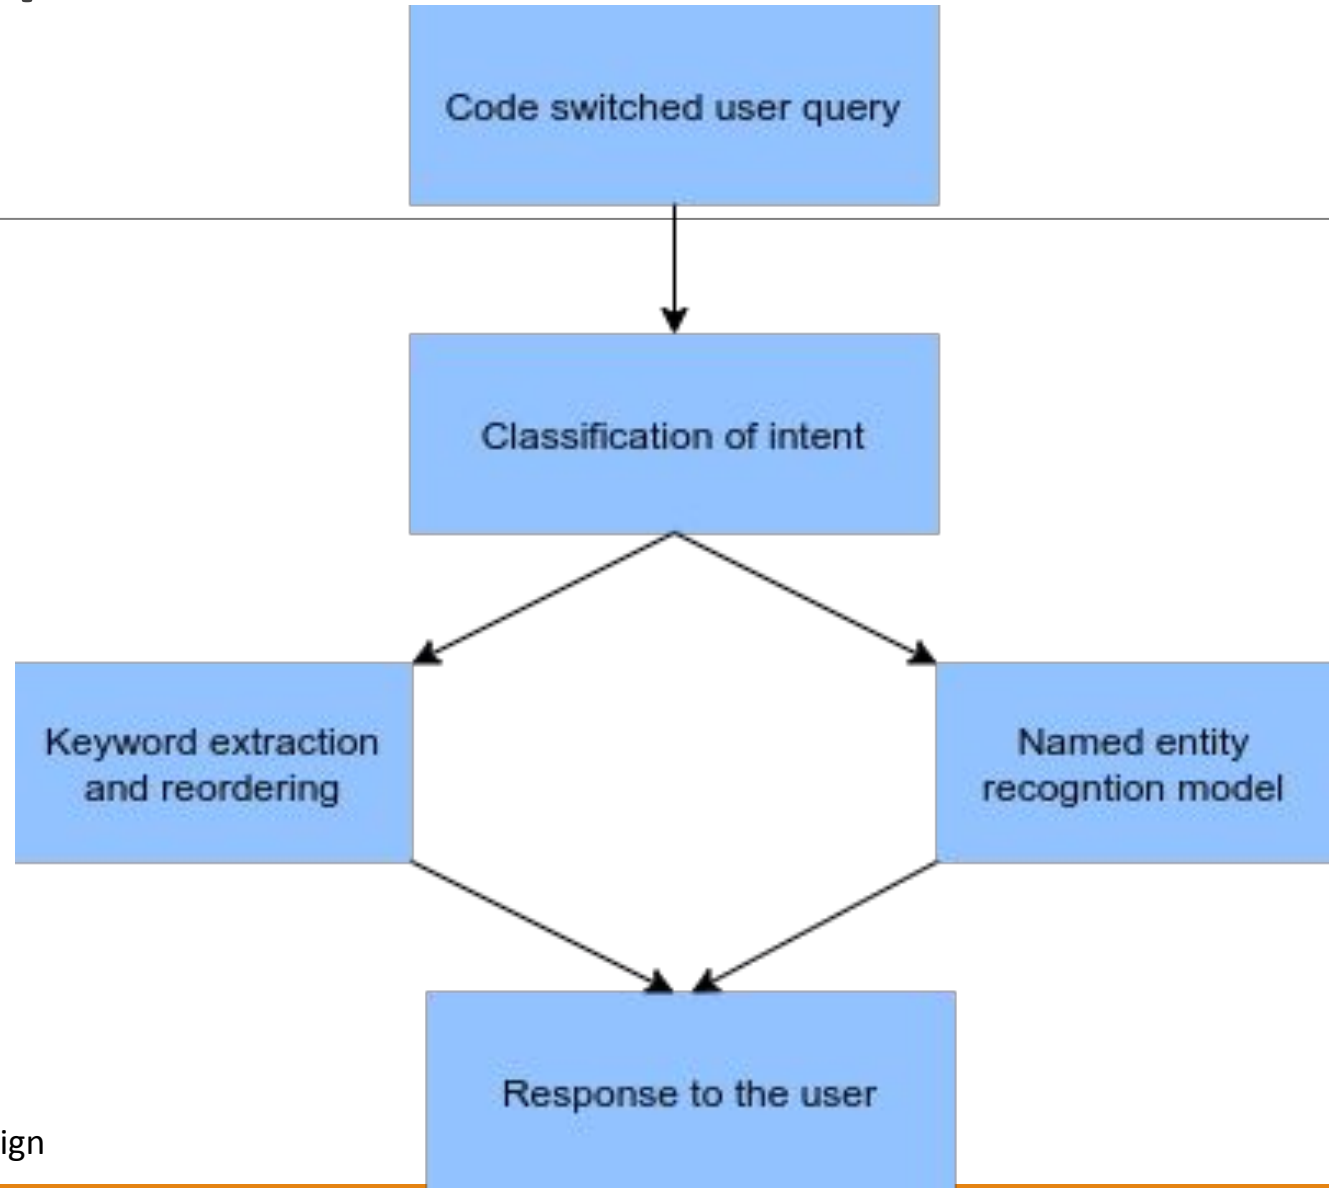 Code switched user query
Classification of intent
Keyword extraction
and reordering
Named entity
recogntion model
Response to the user
ign